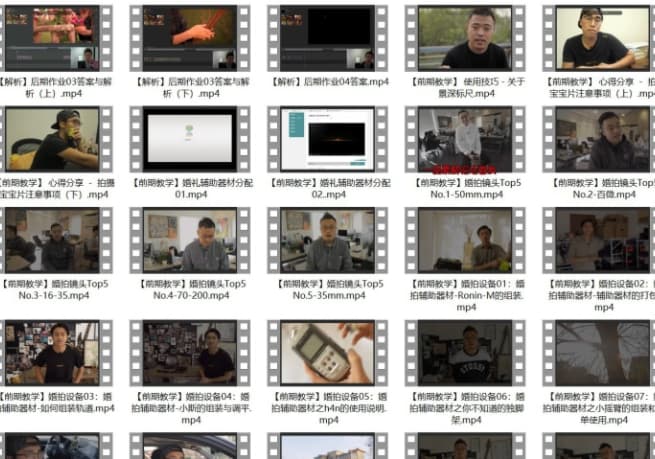 【解析】后期作业03答案与解
析（上）.mp4
【解析】后期作业03答案与解
析（下）.mp4
【解析】后期作业04答案.mp4
【前期教学】 使用技巧 - 关于
景深标尺.mp4
【前期教学】 心得分享 - 拍
宝宝片注意事项（上）.mp4
【前期教学】 心得分享 - 拍摄
宝宝片注意事项（下）.mp4
【前期教学】婚礼辅助器材分配
01.mp4
【前期教学】婚礼辅助器材分配
02.mp4
【前期教学】婚拍镜头Top5
No.1-50mm.mp4
【前期教学】婚拍镜头Top5
No.2-百微.mp4
【前期教学】婚拍镜头Top5
No.3-16-35.mp4
【前期教学】婚拍镜头Top5
No.4-70-200.mp4
【前期教学】婚拍镜头Top5
No.5-35mm.mp4
【前期教学】婚拍设备01：婚
拍辅助器材-Ronin-M的组装.
mp4
【前期教学】婚拍设备02：
拍辅助器材-辅助器材的打包
mp4
【前期教学】婚拍设备03：婚
拍辅助器材-如何组装轨道.mp4
【前期教学】婚拍设备04：婚
拍辅助器材-小斯的组装与调平.
mp4
【前期教学】婚拍设备05：婚
拍辅助器材之h4n的使用说明.
mp4
【前期教学】婚拍设备06：婚
拍辅助器材之你不知道的独脚
架.mp4
【前期教学】婚拍设备07：
拍辅助器材之小摇臂的组装和
单使用.mp4